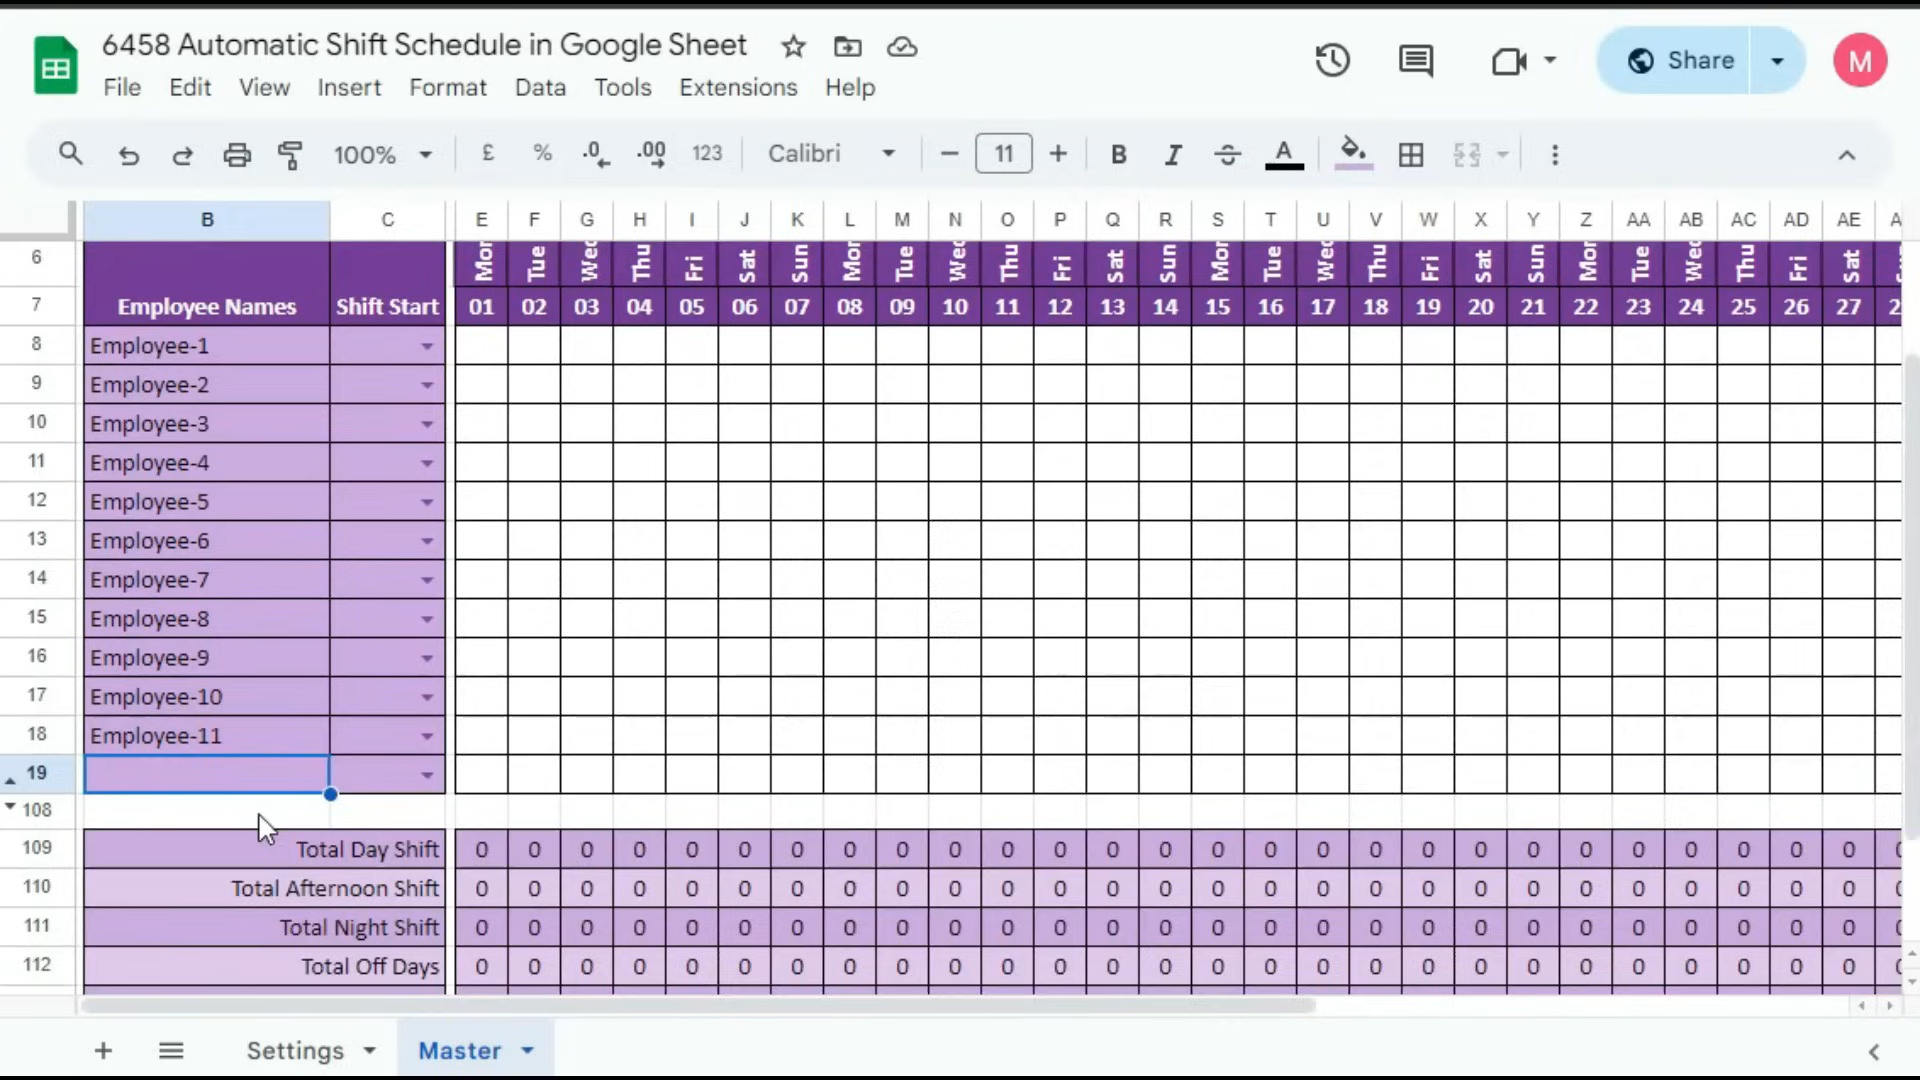 6458 Automatic Shift Schedule in Google Sheet
File Edit View Insert Format Data Tools Extensions Help
Share
M
100% £ % .0 .00 123 Calibri 11 B I A
B C E F G H I J K L M N O P Q R S T U V W X Y Z AA AB AC AD AE
6 Mon Tue Wed Thu Fri Sat Sun Mon Tue Wed Thu Fri Sat Sun Mon Tue Wed Thu Fri Sat Sun Mon Tue Wed Thu Fri Sat
7 Employee Names Shift Start 01 02 03 04 05 06 07 08 09 10 11 12 13 14 15 16 17 18 19 20 21 22 23 24 25 26 27
8 Employee-1
9 Employee-2
10 Employee-3
11 Employee-4
12 Employee-5
13 Employee-6
14 Employee-7
15 Employee-8
16 Employee-9
17 Employee-10
18 Employee-11
19
108
109 Total Day Shift 0 0 0 0 0 0 0 0 0 0 0 0 0 0 0 0 0 0 0 0 0 0 0 0 0 0 0
110 Total Afternoon Shift 0 0 0 0 0 0 0 0 0 0 0 0 0 0 0 0 0 0 0 0 0 0 0 0 0 0 0
111 Total Night Shift 0 0 0 0 0 0 0 0 0 0 0 0 0 0 0 0 0 0 0 0 0 0 0 0 0 0 0
112 Total Off Days 0 0 0 0 0 0 0 0 0 0 0 0 0 0 0 0 0 0 0 0 0 0 0 0 0 0 0
Settings Master